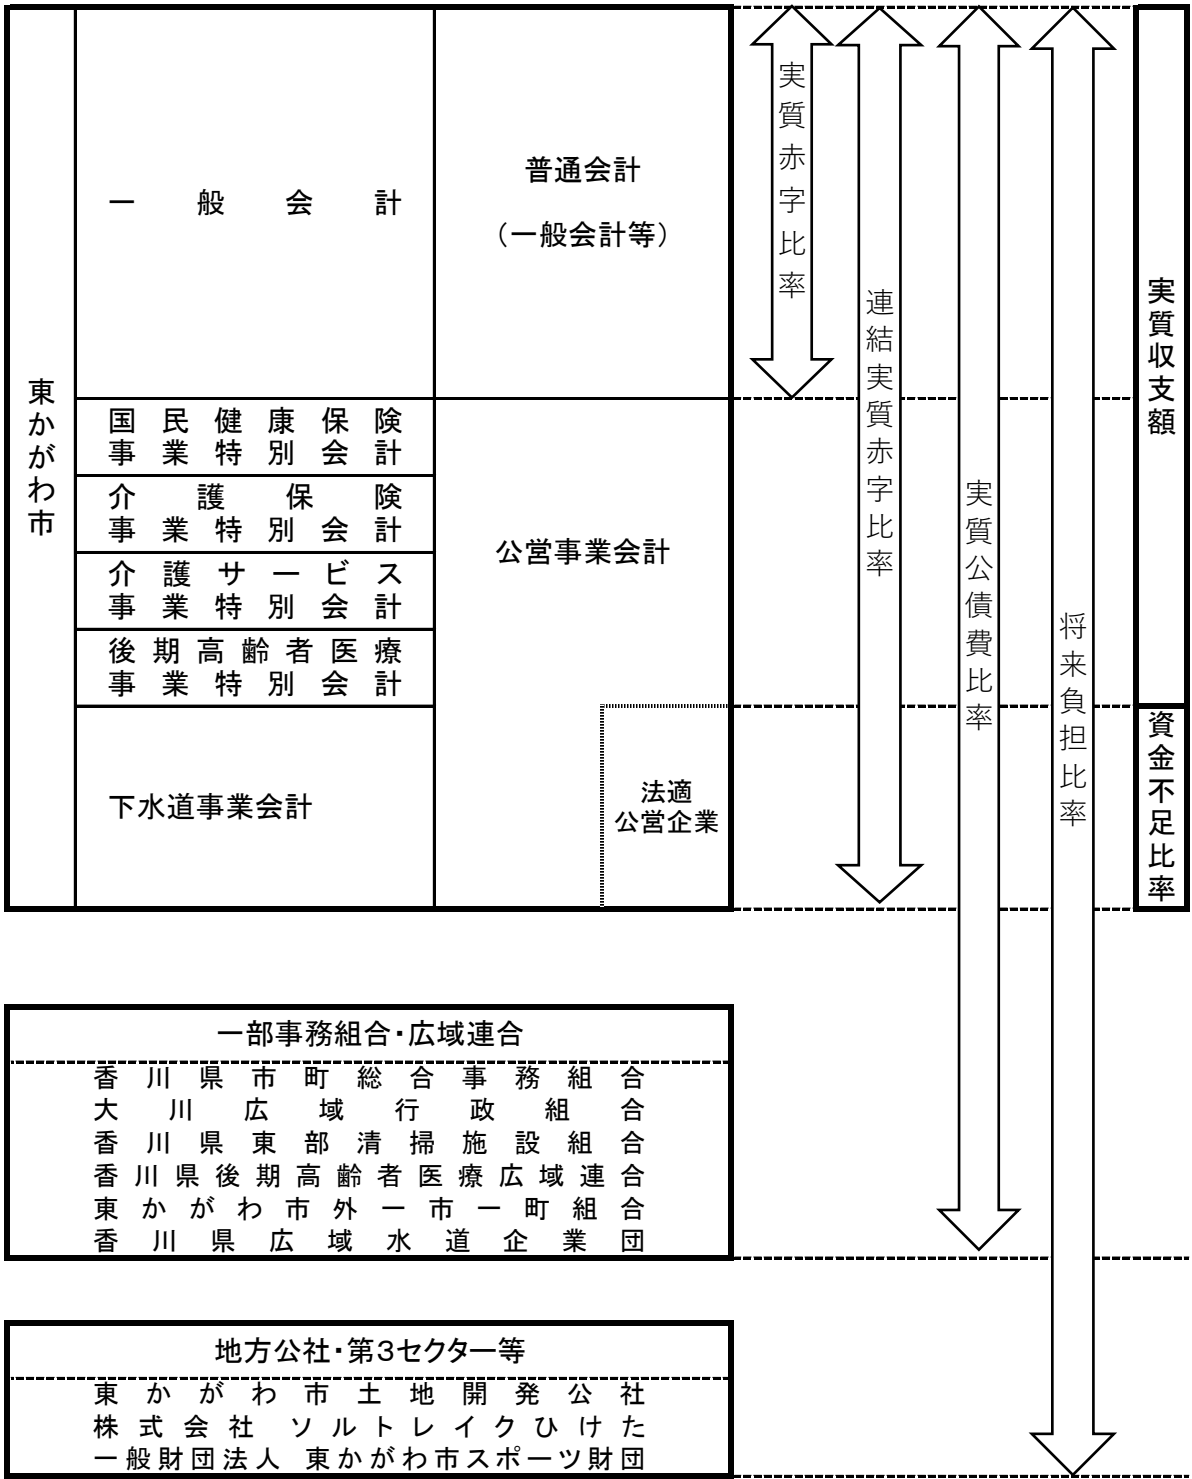 東かがわ市
一般会計
普通会計
（一般会計等）
国民健康保険
事業特別会計
介護保険
事業特別会計
介護サービス
事業特別会計
後期高齢者医療
事業特別会計
公営事業会計
下水道事業会計
法適
公営企業
実質赤字比率
連結実質赤字比率
実質公債費比率
将来負担比率
実質収支額
資金不足比率
一部事務組合・広域連合
香川県市町総合事務組合
大川広域行政組合
香川県東部清掃施設組合
香川県後期高齢者医療広域連合
東かがわ市外一市一町組合
香川県広域水道企業団
地方公社・第３セクター等
東かがわ市土地開発公社
株式会社 ソルトレイクひけた
一般財団法人 東かがわ市スポーツ財団